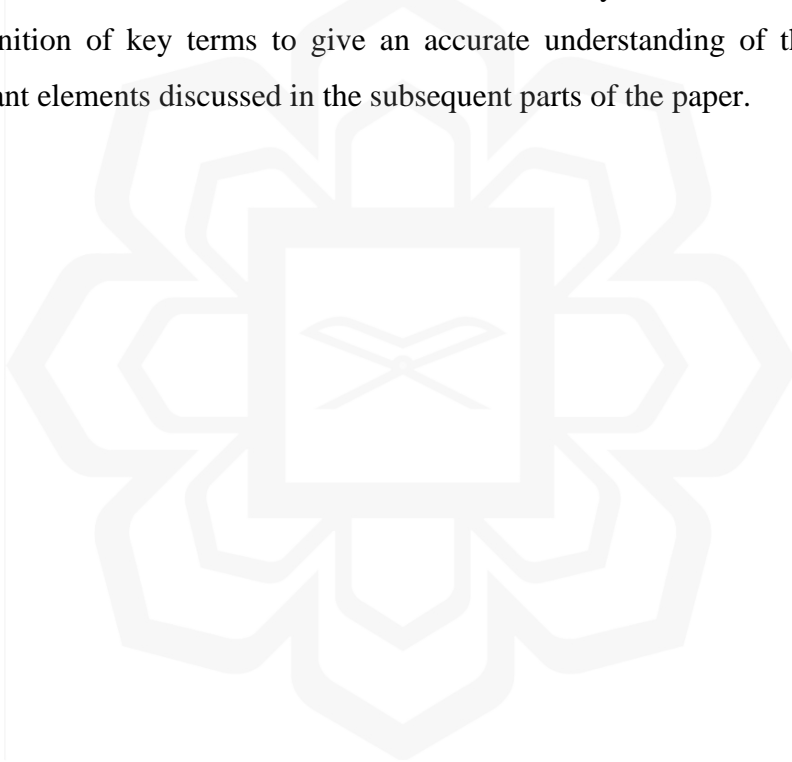 nition of key terms to give an accurate understanding of th
ant elements discussed in the subsequent parts of the paper.